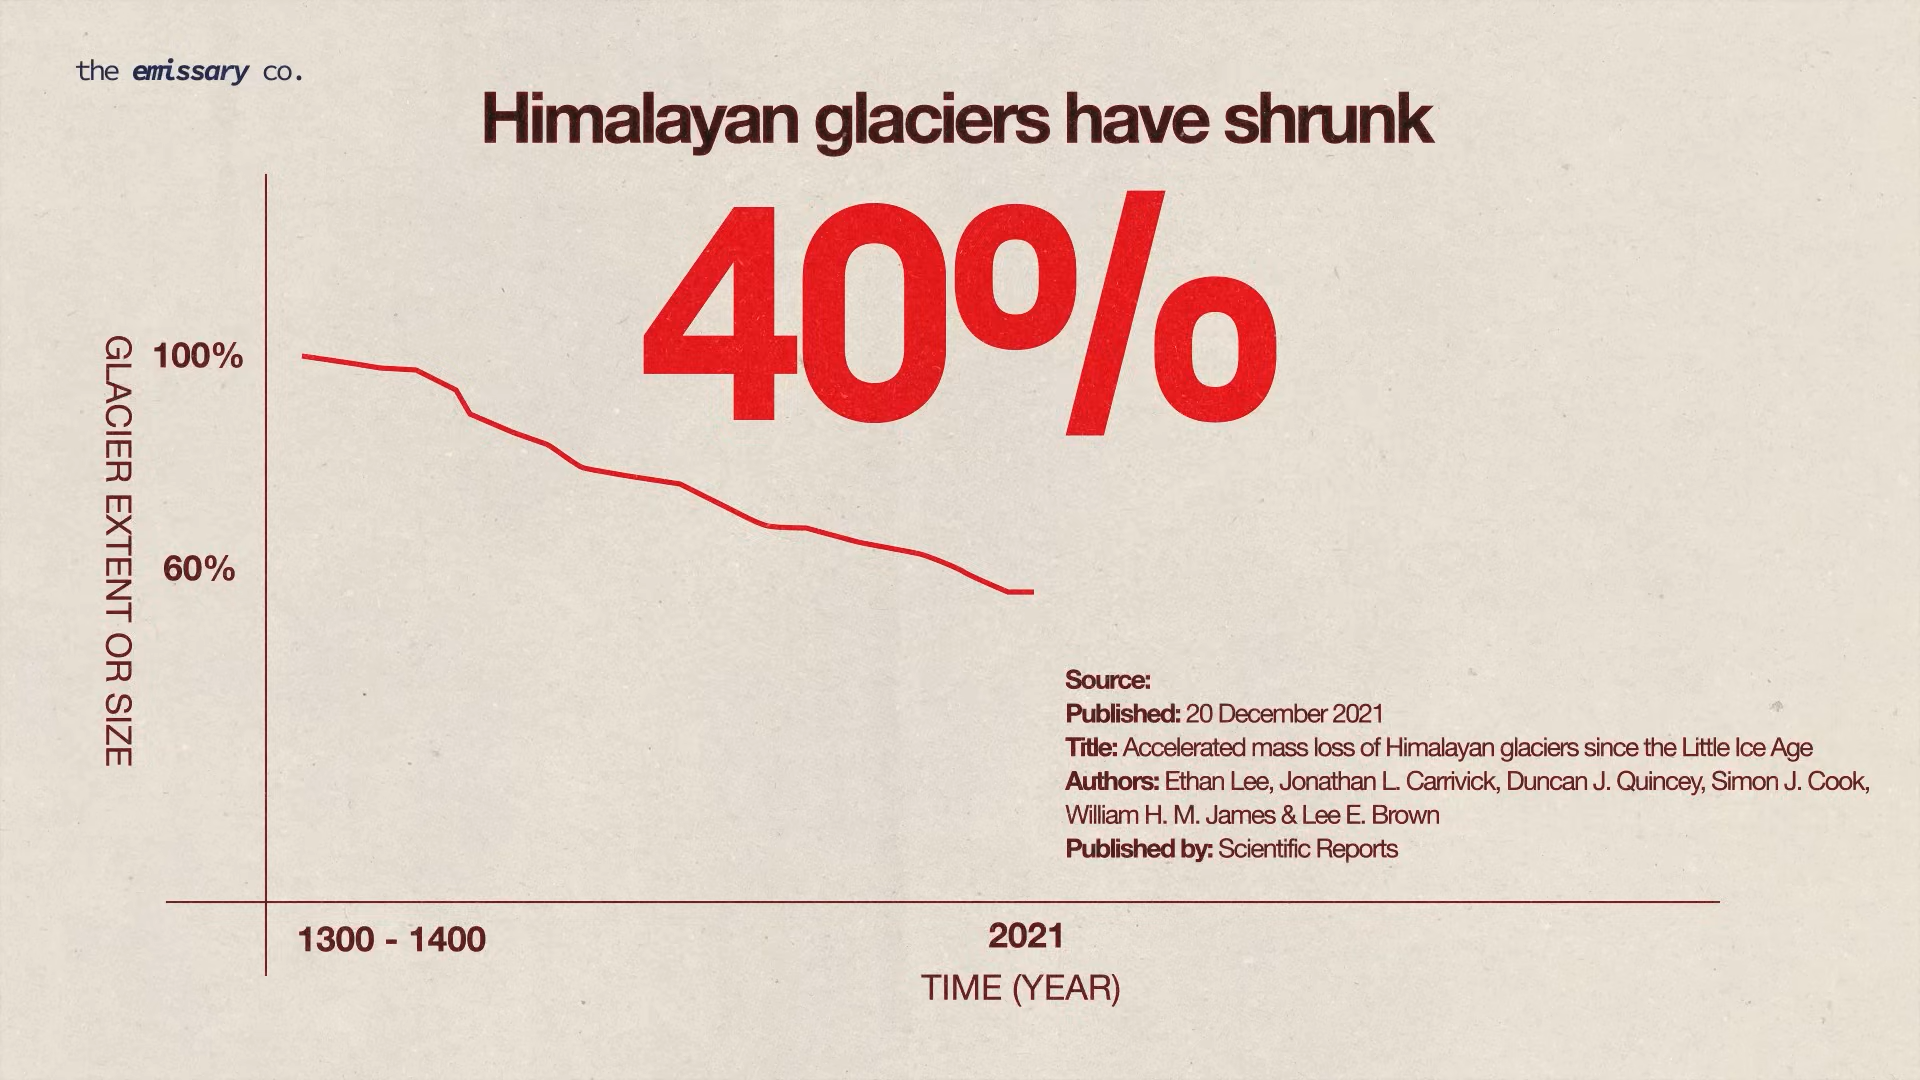 the emissary co.
Himalayan glaciers have shrunk
40%
GLACIER EXTENT OR SIZE
100%
60%
Source:
Published: 20 December 2021
Title: Accelerated mass loss of Himalayan glaciers since the Little Ice Age
Authors: Ethan Lee, Jonathan L. Carrivick, Duncan J. Quincey, Simon J. Cook,
William H. M. James & Lee E. Brown
Published by: Scientific Reports
1300 - 1400
2021
TIME (YEAR)